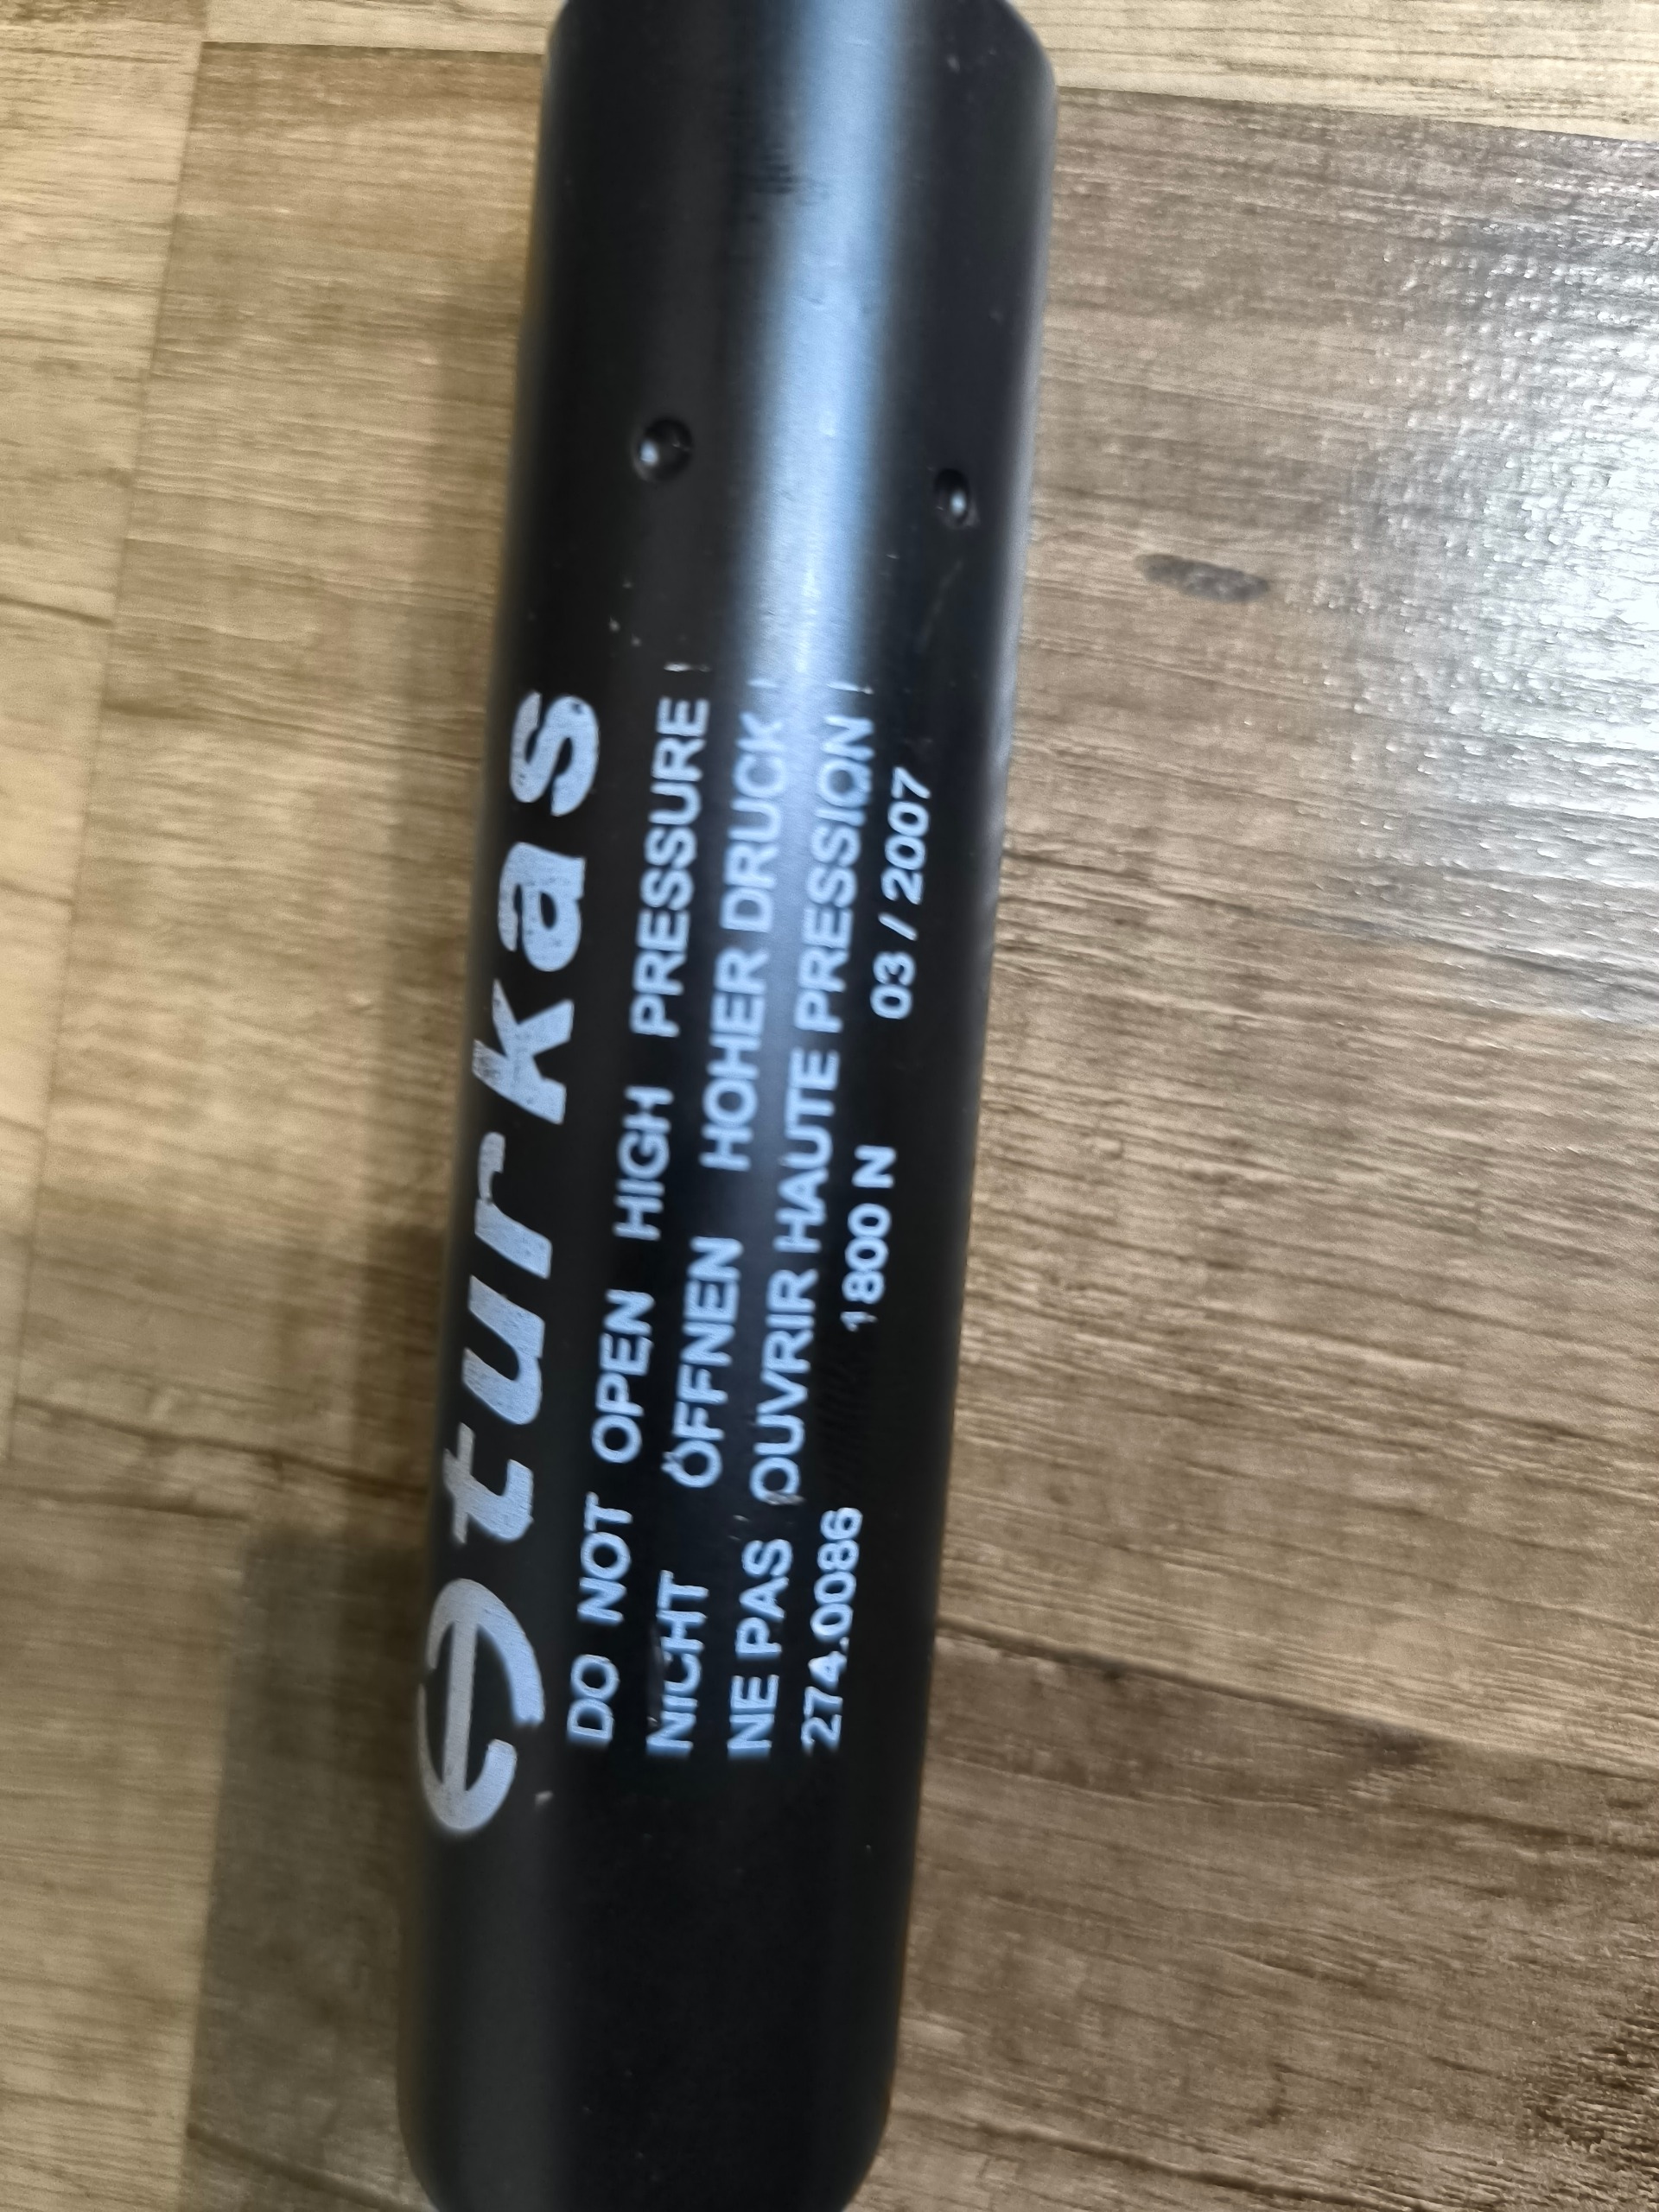 turkas
DO NOT OPEN HIGH PRESSURE !
NICHT ÖFFNEN HOHER DRUCK !
NE PAS OUVRIR HAUTE PRESSION !
274.0086 1800 N 03 / 2007